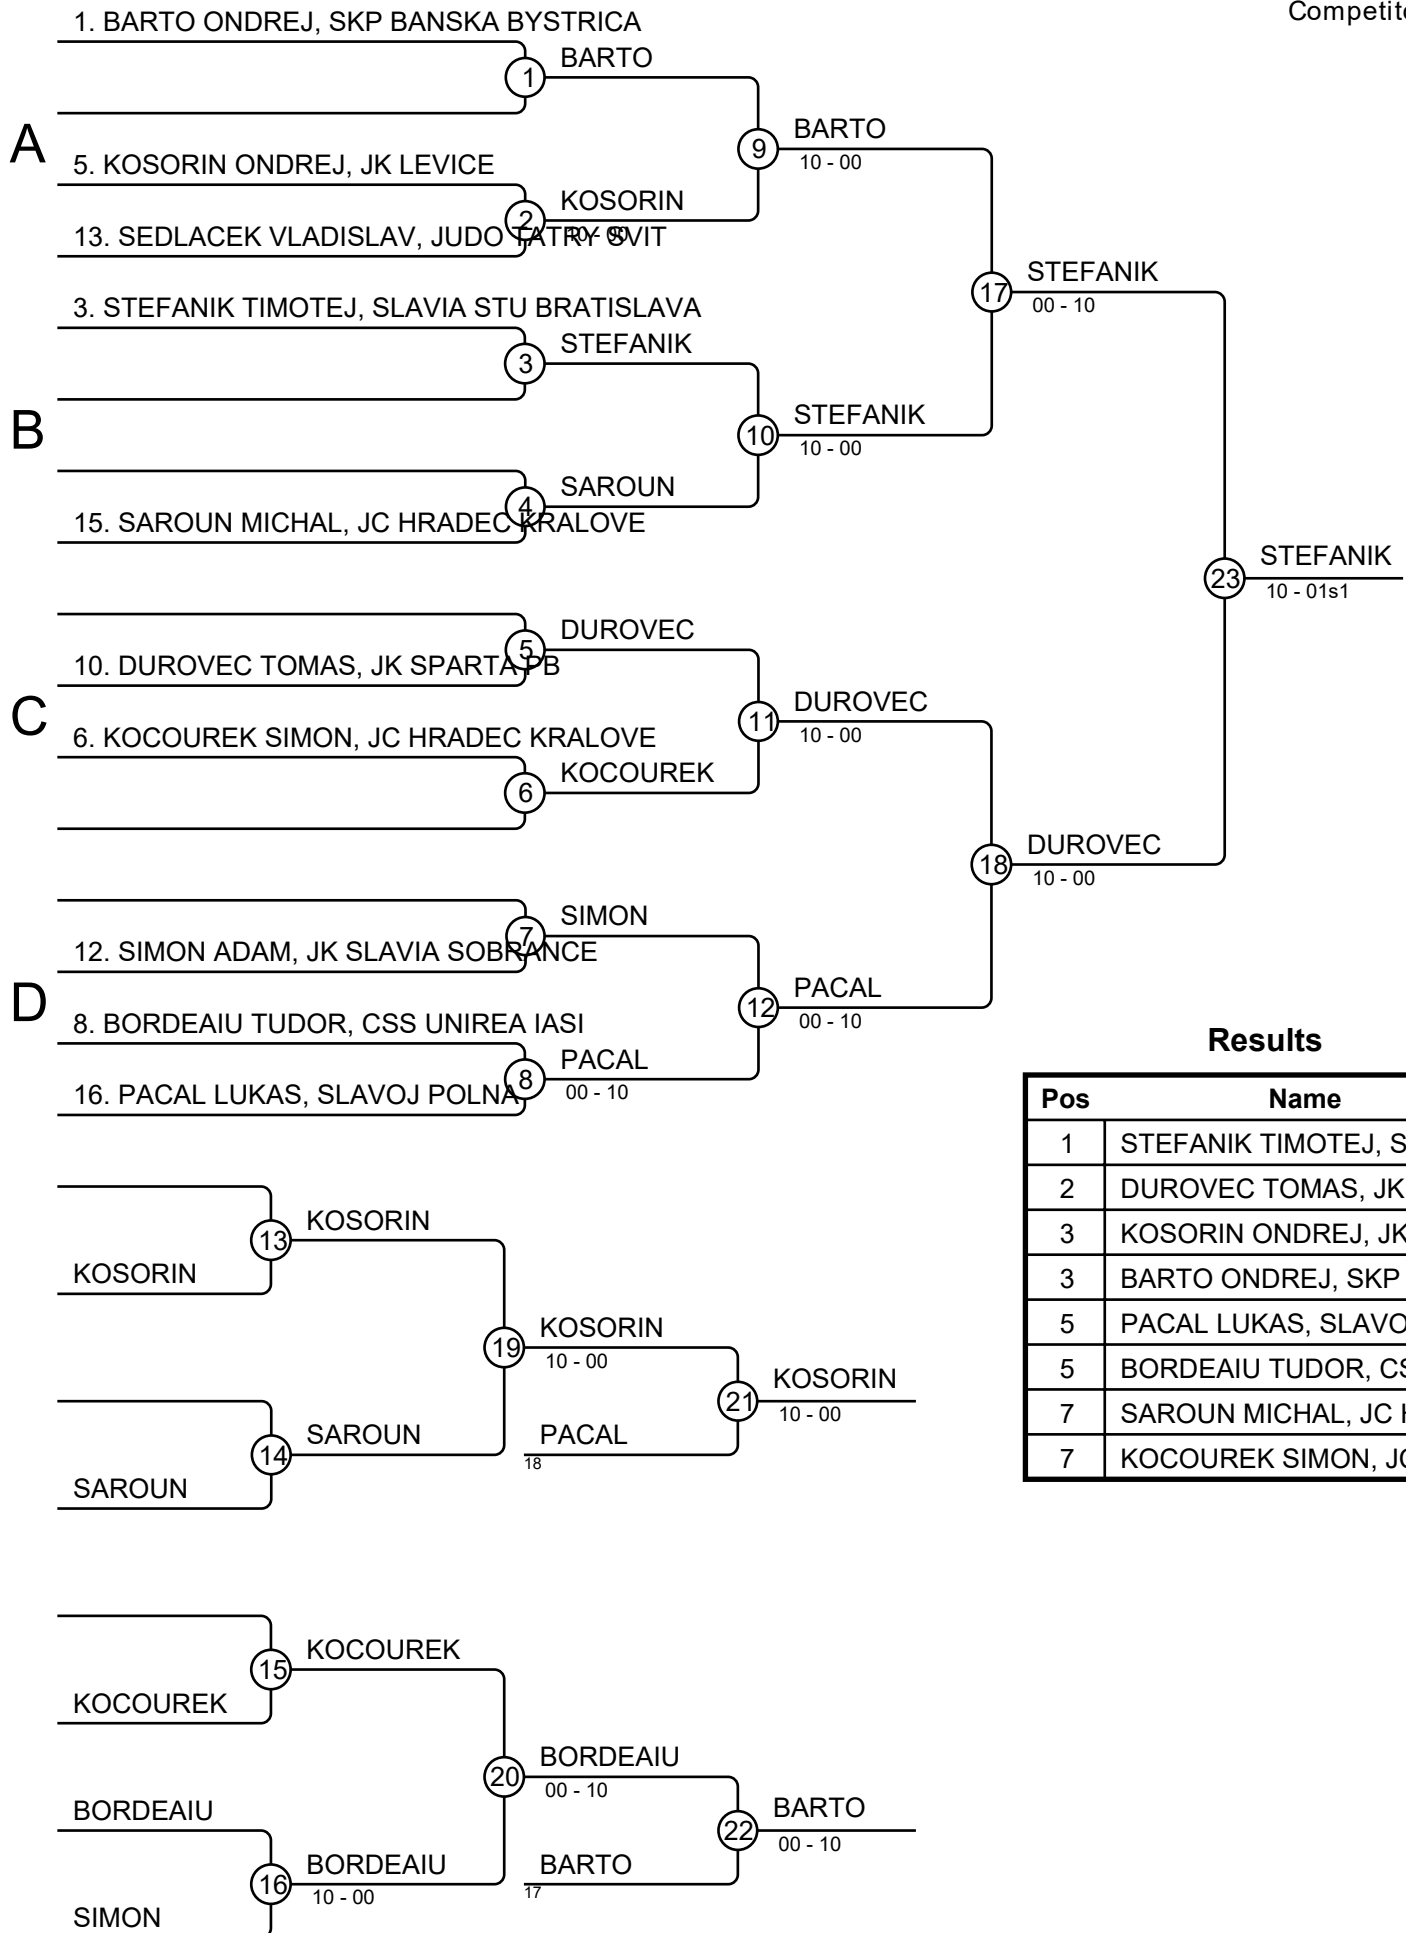 Competit
1. BARTO ONDREJ, SKP BANSKA BYSTRICA
1
BARTO
A
9
BARTO
10 - 00
5. KOSORIN ONDREJ, JK LEVICE
2
KOSORIN
10 - 00
13. SEDLACEK VLADISLAV, JUDO TATRY SVIT
17
STEFANIK
00 - 10
3. STEFANIK TIMOTEJ, SLAVIA STU BRATISLAVA
3
STEFANIK
B
10
STEFANIK
10 - 00
4
SAROUN
15. SAROUN MICHAL, JC HRADEC KRALOVE
23
STEFANIK
10 - 01s1
5
DUROVEC
10. DUROVEC TOMAS, JK SPARTA PB
C
11
DUROVEC
10 - 00
6. KOCOUREK SIMON, JC HRADEC KRALOVE
6
KOCOUREK
18
DUROVEC
10 - 00
7
SIMON
12. SIMON ADAM, JK SLAVIA SOBRANCE
D
12
PACAL
00 - 10
8. BORDEAIU TUDOR, CSS UNIREA IASI
8
PACAL
00 - 10
16. PACAL LUKAS, SLAVOJ POLNA
Results
Pos Name
1 STEFANIK TIMOTEJ, S
2 DUROVEC TOMAS, JK
3 KOSORIN ONDREJ, JK
3 BARTO ONDREJ, SKP
5 PACAL LUKAS, SLAVO
5 BORDEAIU TUDOR, CS
7 SAROUN MICHAL, JC H
7 KOCOUREK SIMON, JC
13
KOSORIN
KOSORIN
19
KOSORIN
10 - 00
21
KOSORIN
10 - 00
14
SAROUN
PACAL
18
SAROUN
15
KOCOUREK
KOCOUREK
20
BORDEAIU
00 - 10
BORDEAIU
22
BARTO
00 - 10
16
BORDEAIU
10 - 00
BARTO
17
SIMON